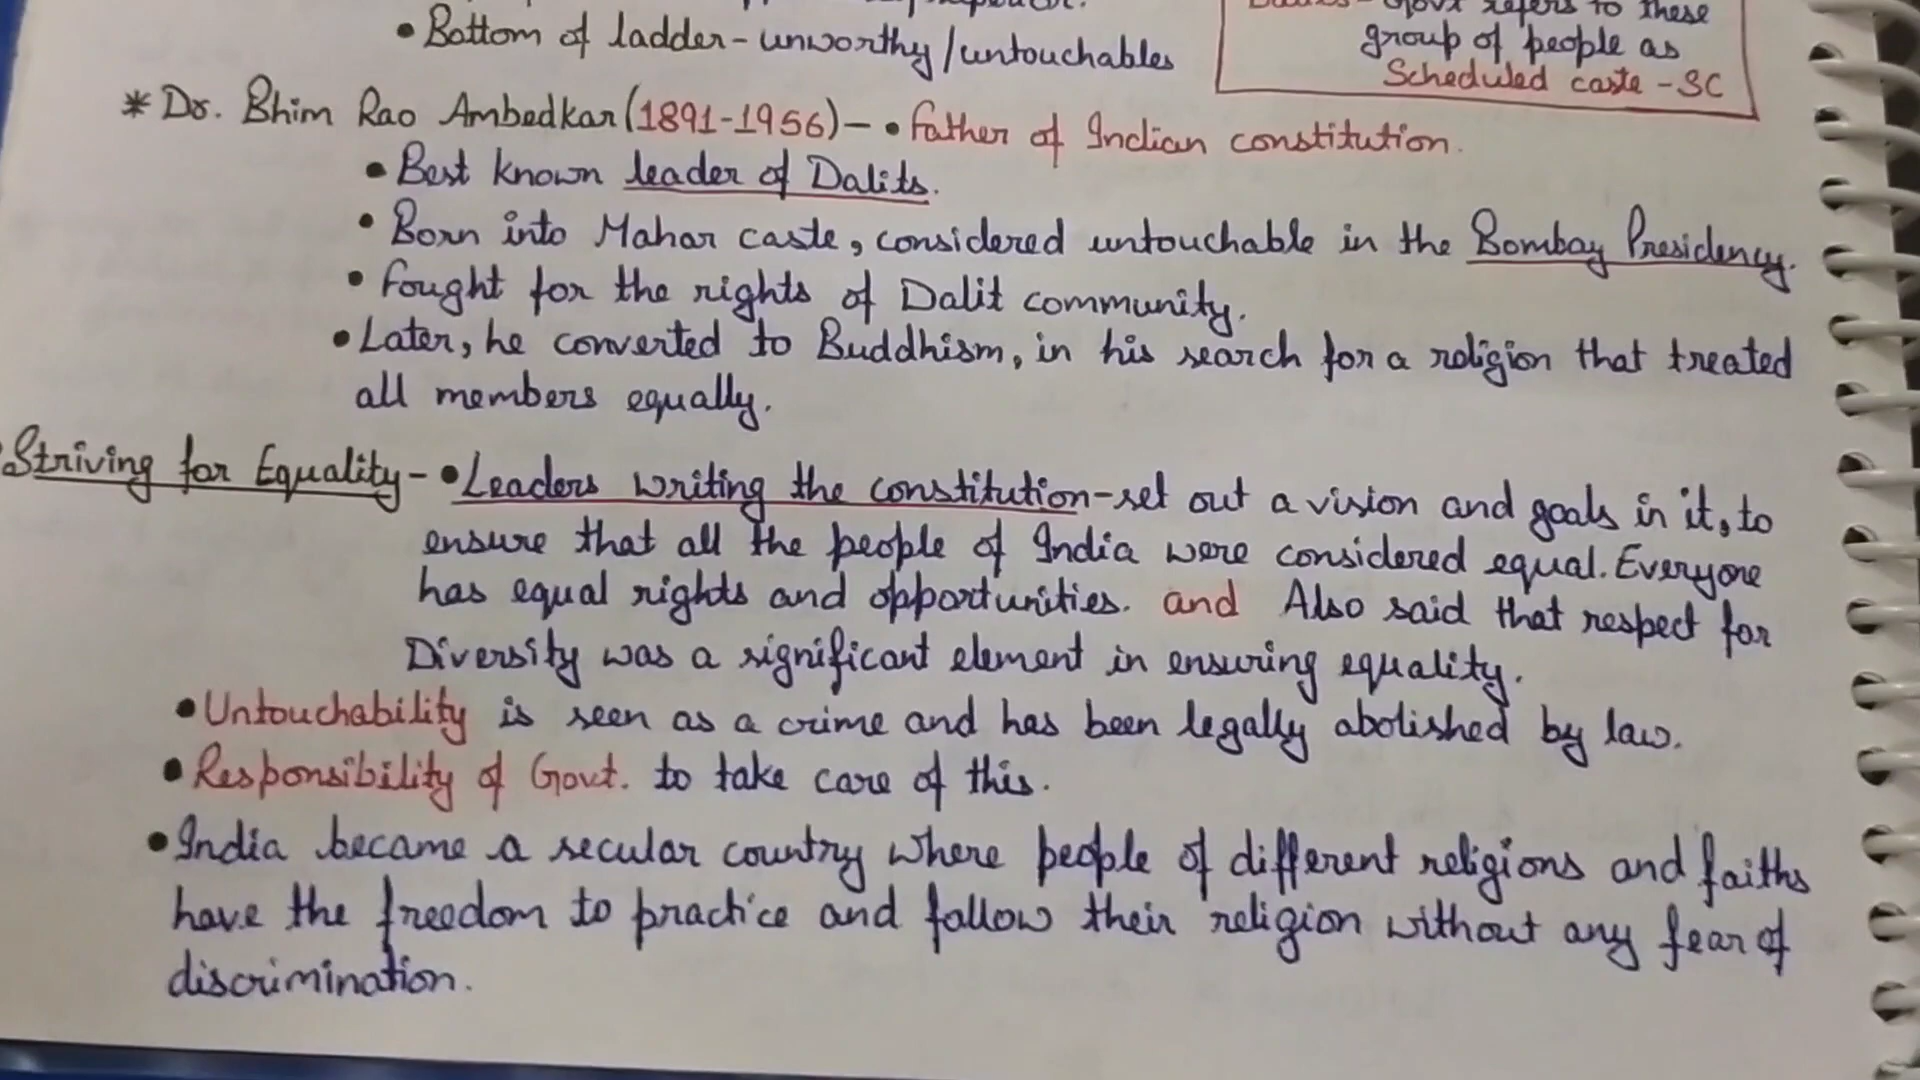 • Bottom of ladder - unworthy/untouchables
Govt refers to these
group of people as
Scheduled caste - SC
* Dr. Bhim Rao Ambedkar (1891-1956) - • Father of Indian constitution.
• Best known leader of Dalits.
• Born into Mahar caste, considered untouchable in the Bombay Presidency.
• Fought for the rights of Dalit community.
• Later, he converted to Buddhism, in his search for a religion that treated
all members equally.
Striving for Equality - • Leaders writing the constitution - set out a vision and goals in it, to
ensure that all the people of India were considered equal. Everyone
has equal rights and opportunities. and Also said that respect for
Diversity was a significant element in ensuring equality.
• Untouchability is seen as a crime and has been legally abolished by law.
• Responsibility of Govt. to take care of this.
• India became a secular country where people of different religions and faiths
have the freedom to practice and follow their religion without any fear of
discrimination.